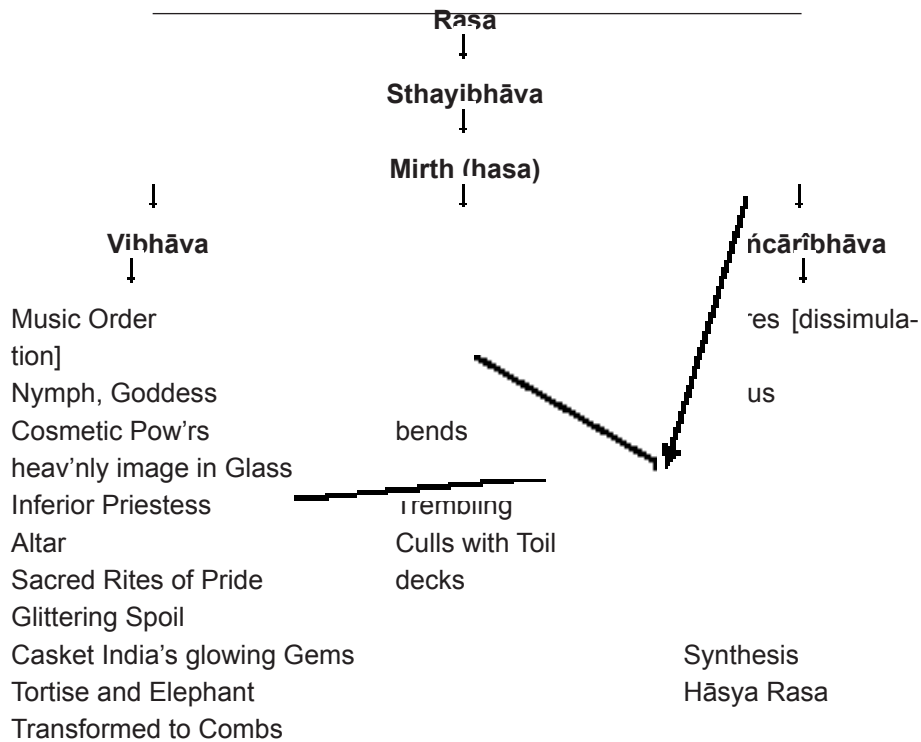 Rasa
Sthayibhāva
Mirth (hasa)
Vibhāva ńcārîbhāva
Music Order res [dissimula-
tion]
Nymph, Goddess us
Cosmetic Pow'rs bends
heav'nly image in Glass
Inferior Priestess Trembling
Altar Culls with Toil
Sacred Rites of Pride decks
Glittering Spoil
Casket India's glowing Gems Synthesis
Tortise and Elephant Hāsya Rasa
Transformed to Combs